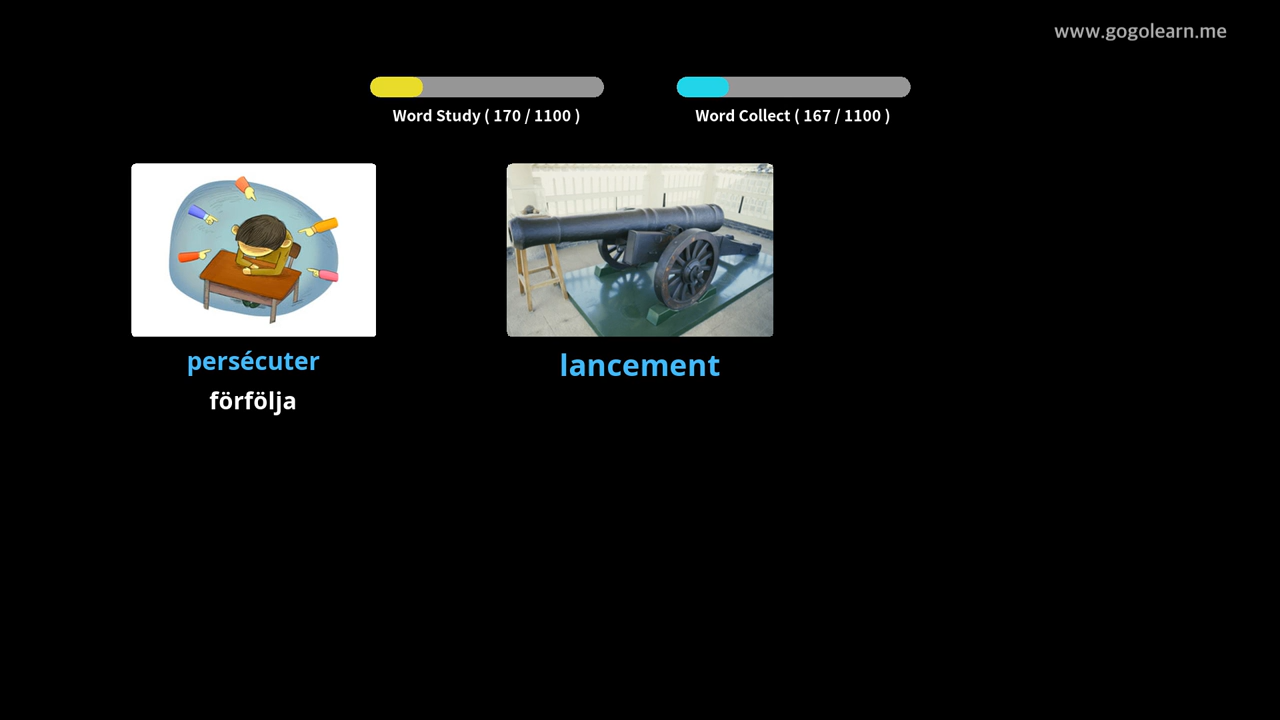 www.gogolearn.me
Word Study ( 170 / 1100 )
Word Collect ( 167 / 1100 )
persécuter
förfölja
lancement